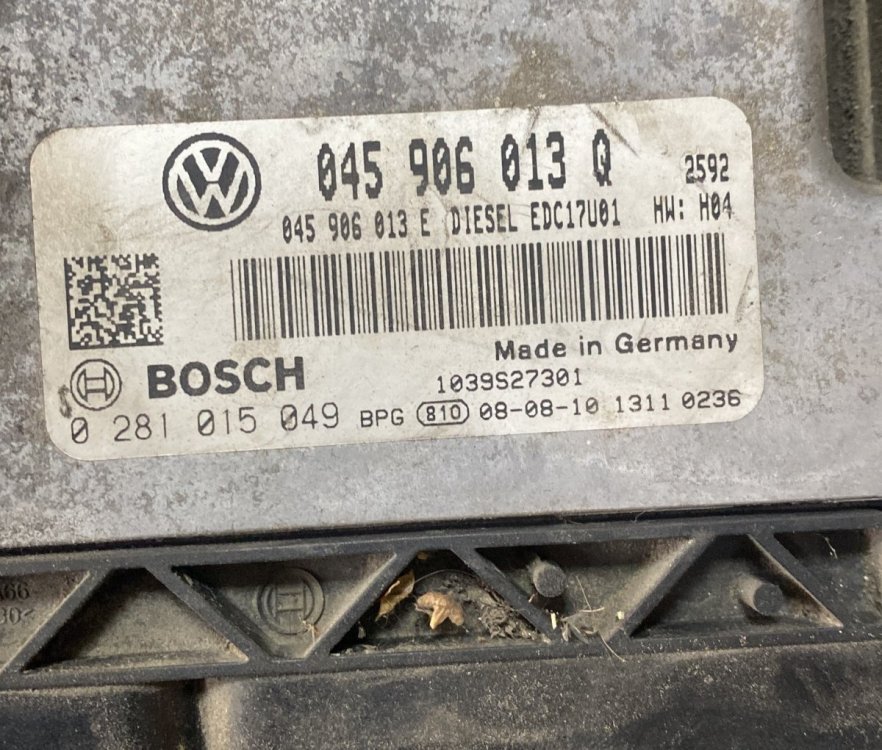 045 906 013 Q 2592
045 906 013 E DIESEL EDC17U01 HW: H04
Made in Germany
BOSCH
1039S27301
0 281 015 049 BPG 810 08-08-10 1311 0236